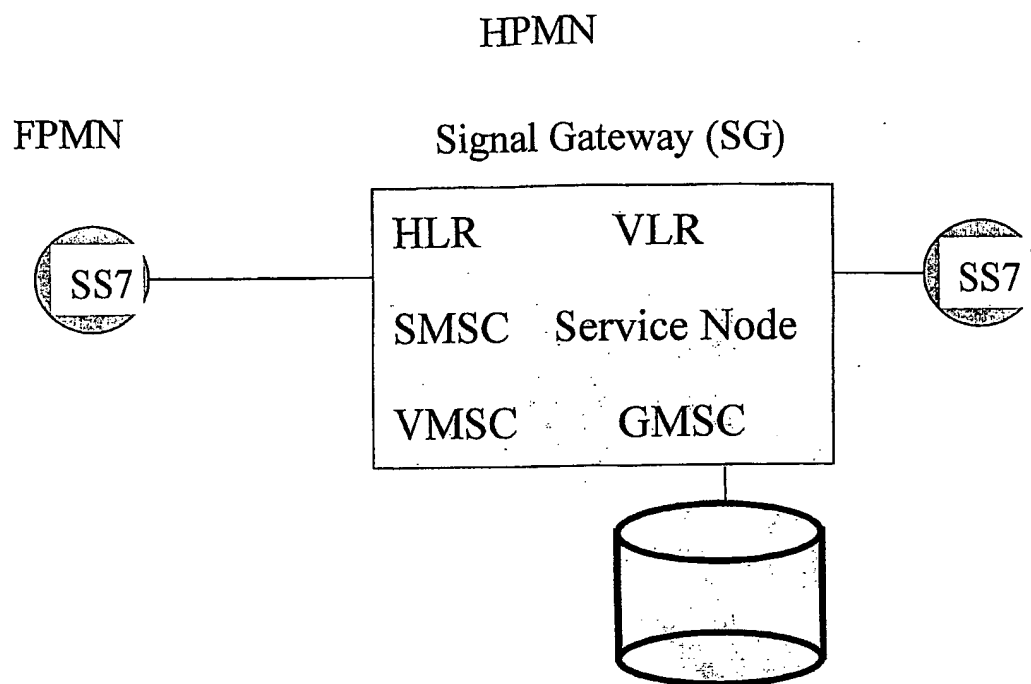 HPMN
FPMN
Signal Gateway (SG)
HLR VLR
SS7
SS7
SMSC Service Node
VMSC GMSC